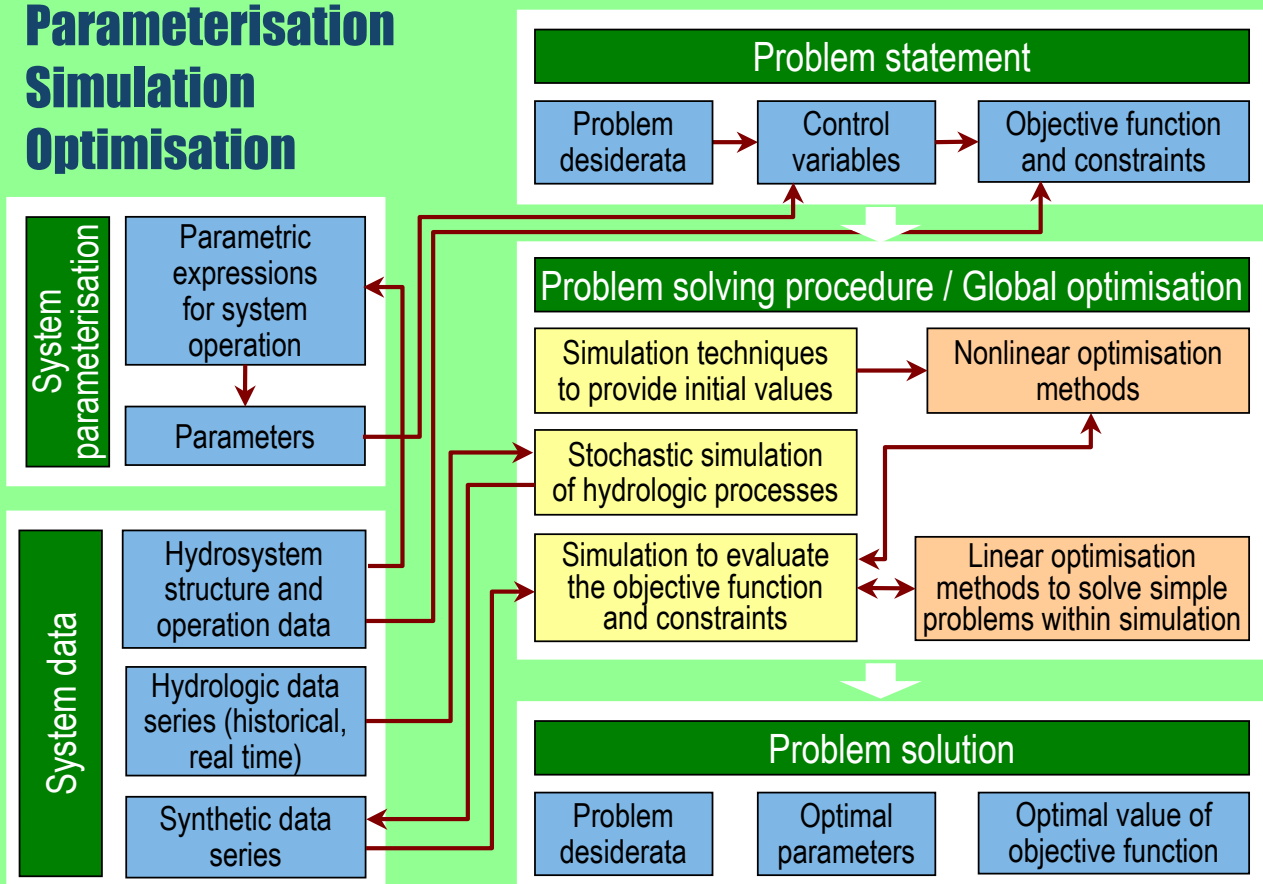 Parameterisation
Simulation
Optimisation
System
parameterisation
Parametric
expressions
for system
operation
Parameters
System data
Hydrosystem
structure and
operation data
Hydrologic data
series (historical,
real time)
Synthetic data
series
Problem statement
Problem
desiderata
Control
variables
Objective function
and constraints
Problem solving procedure / Global optimisation
Simulation techniques
to provide initial values
Nonlinear optimisation
methods
Stochastic simulation
of hydrologic processes
Simulation to evaluate
the objective function
and constraints
Linear optimisation
methods to solve simple
problems within simulation
Problem solution
Problem
desiderata
Optimal
parameters
Optimal value of
objective function